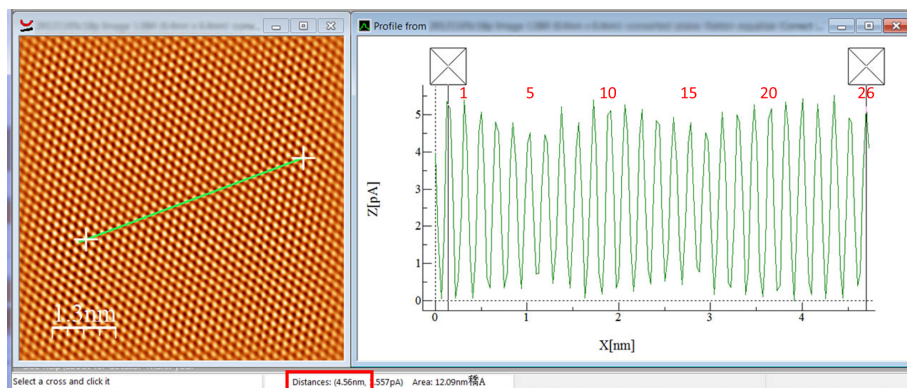 Profile from
1 5 10 15 20 26
5
4
3
2
1
0
Z[pA]
0 1 2 3 4
X[nm]
1.3nm
Select a cross and click it
Distances: (4.56nm, .557pA) Area: 12.09nm